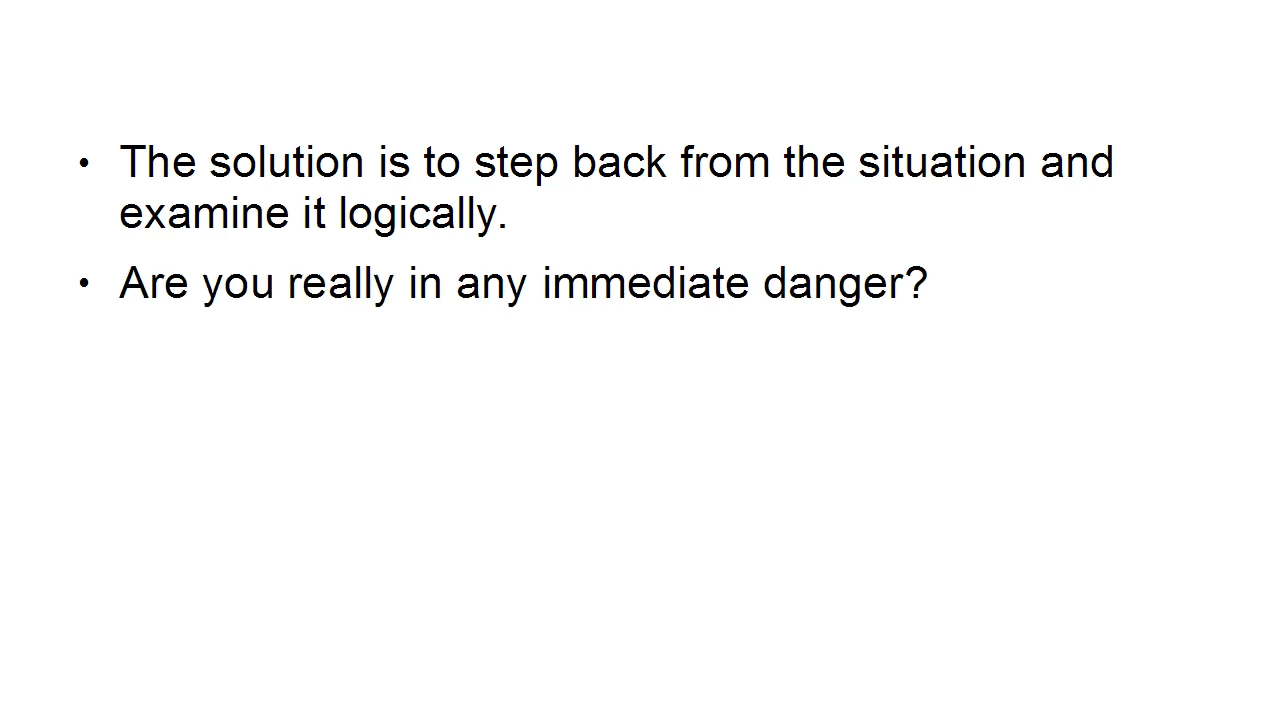 • The solution is to step back from the situation and
examine it logically.
• Are you really in any immediate danger?